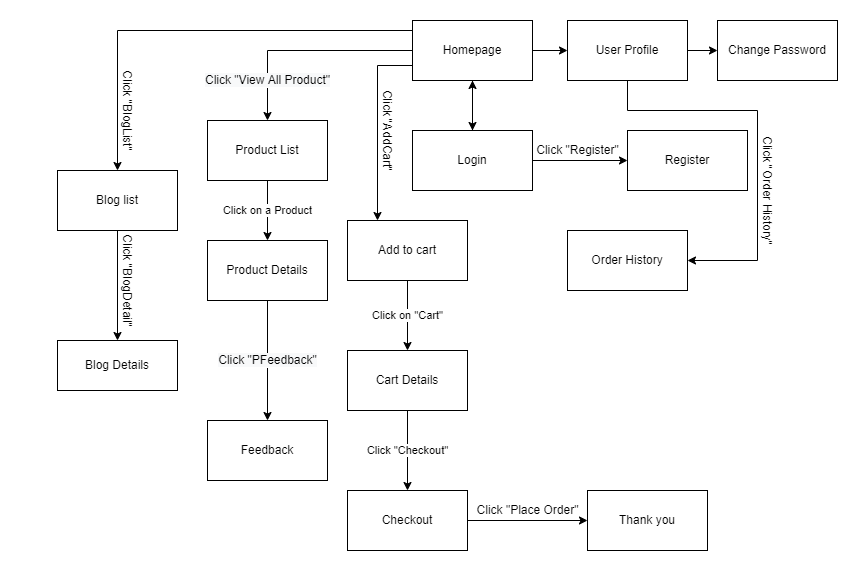 Homepage
User Profile
Change Password
Click "View All Product"
Click "BlogList"
Click "AddCart"
Product List
Login
Click "Register"
Register
Click "Order History"
Blog list
Click on a Product
Add to cart
Order History
Click "BlogDetail"
Product Details
Click on "Cart"
Blog Details
Click "PFeedback"
Cart Details
Feedback
Click "Checkout"
Checkout
Click "Place Order"
Thank you